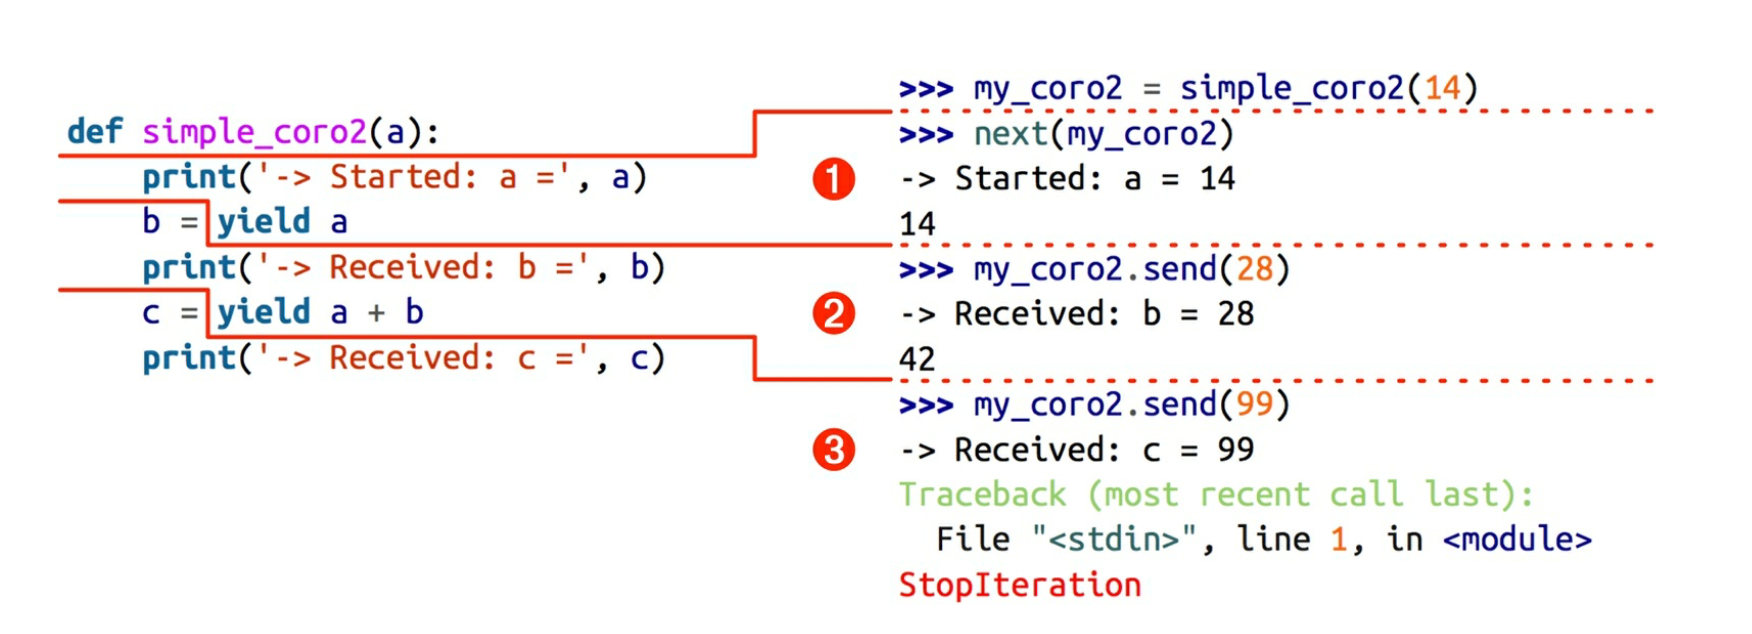 def simple_coro2(a):
    print('-> Started: a =', a)
    b = yield a
    print('-> Received: b =', b)
    c = yield a + b
    print('-> Received: c =', c)
>>> my_coro2 = simple_coro2(14)
>>> next(my_coro2)
1
-> Started: a = 14
14
>>> my_coro2.send(28)
2
-> Received: b = 28
42
>>> my_coro2.send(99)
3
-> Received: c = 99
Traceback (most recent call last):
  File "<stdin>", line 1, in <module>
StopIteration